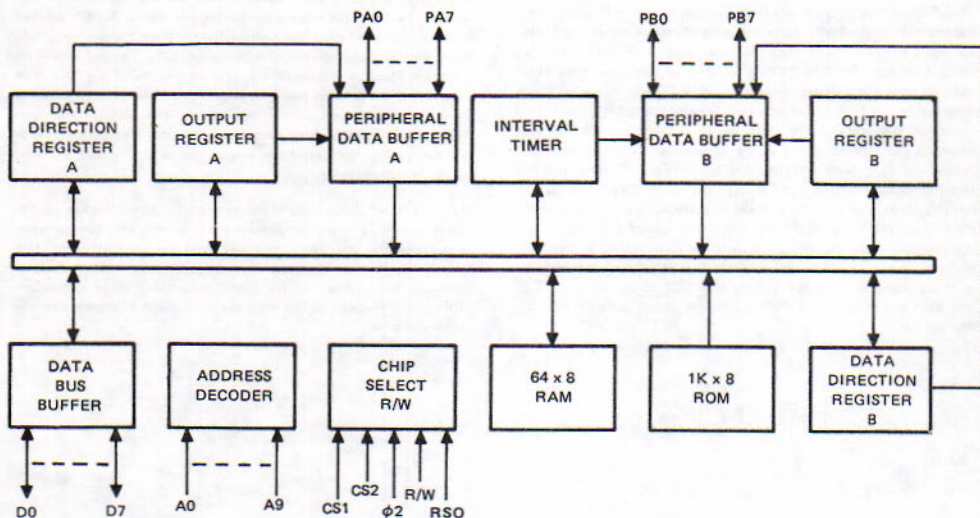 PA0 PA7 PB0 PB7
DATA
DIRECTION
REGISTER
A
OUTPUT
REGISTER
A
PERIPHERAL
DATA BUFFER
A
INTERVAL
TIMER
PERIPHERAL
DATA BUFFER
B
OUTPUT
REGISTER
B
DATA
BUS
BUFFER
ADDRESS
DECODER
CHIP
SELECT
R/W
64 x 8
RAM
1K x 8
ROM
DATA
DIRECTION
REGISTER
B
D0 D7 A0 A9 CS1 CS2 ϕ2 R/W RSO